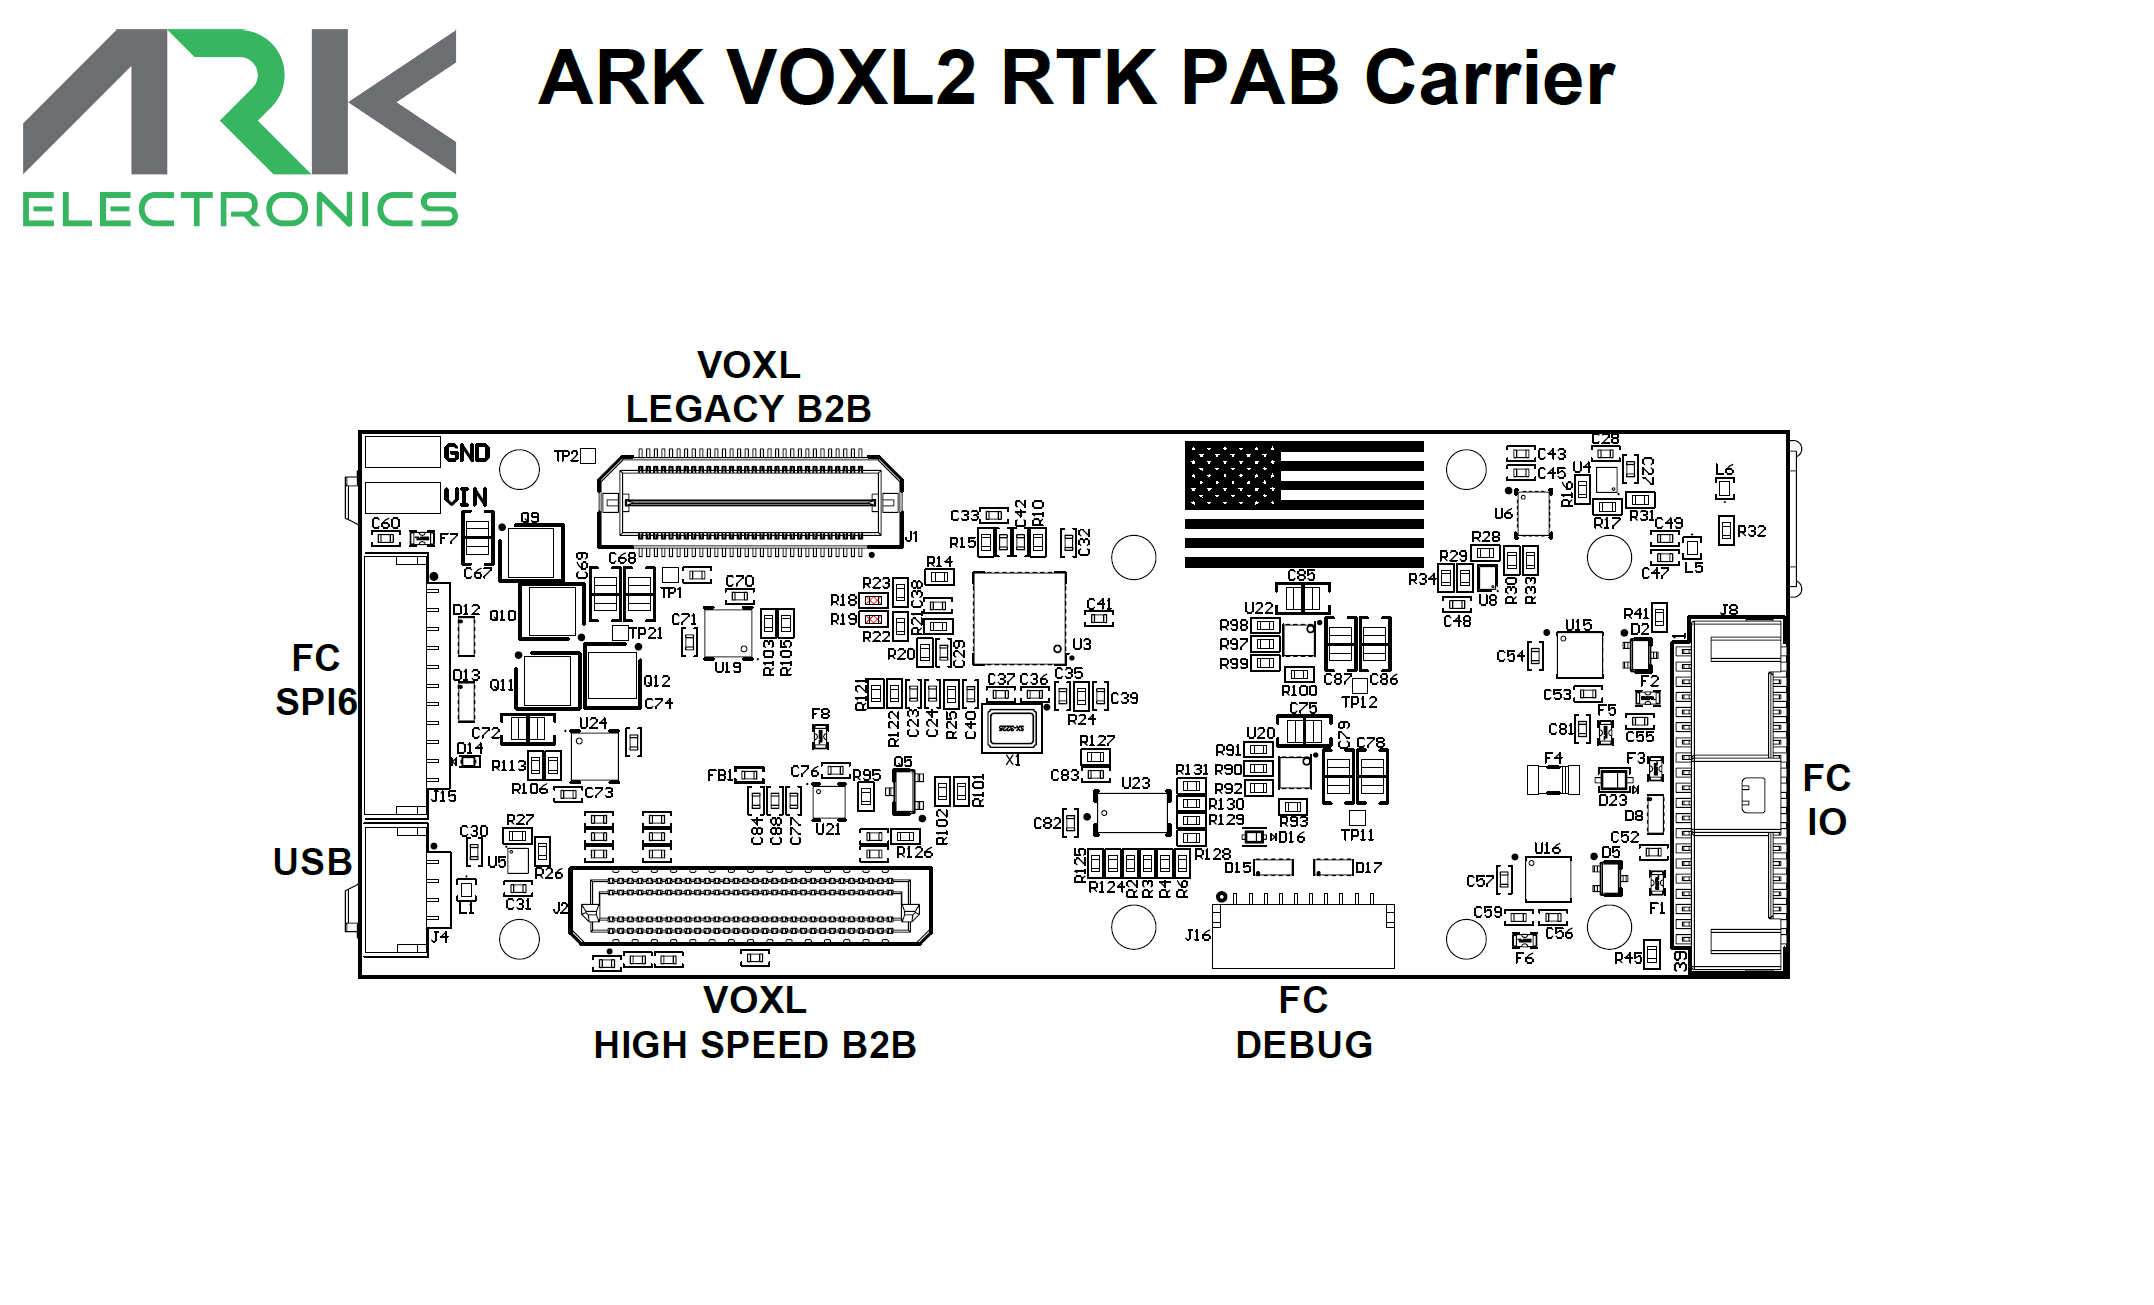 ARK
ELECTRONICS
ARK VOXL2 RTK PAB Carrier
VOXL
LEGACY B2B
GND
VIN
TP2
J1
C60
F7
C67
Q9
C69
C68
TP1
C70
C71
U19
R103
R105
Q10
TP21
D12
D13
Q11
Q12
C74
C72
U24
D14
R113
R106
C73
J15
FC
SPI6
USB
C30
R27
U5
R26
C31
L1
J4
J2
C33
C42
R10
R15
C32
R14
R23
C38
R18
R19
R22
R21
R20
C29
U3
C41
R121
R122
C23
C24
R25
C40
C37
C36
C35
R24
C39
SX-3225
X1
F8
FB1
C76
R95
Q5
C84
C88
C77
U21
R102
R101
R126
R127
C83
U23
C82
R131
R130
R129
R128
R125
R124
R2
R3
R4
R6
C85
U22
R98
R97
R99
R100
C87
C86
TP12
C75
U20
R91
R90
R92
R93
C79
C78
TP11
D16
D15
D17
J16
C43
C45
C28
U4
C27
R16
U6
R17
R31
C49
C47
L5
L6
R32
R28
R29
R34
U8
R30
R33
C48
R41
J8
1
U15
D2
C54
C53
F2
F5
C81
C55
F4
F3
D23
D8
C52
U16
D5
C57
F1
C59
C56
F6
R45
39
FC
IO
VOXL
HIGH SPEED B2B
FC
DEBUG